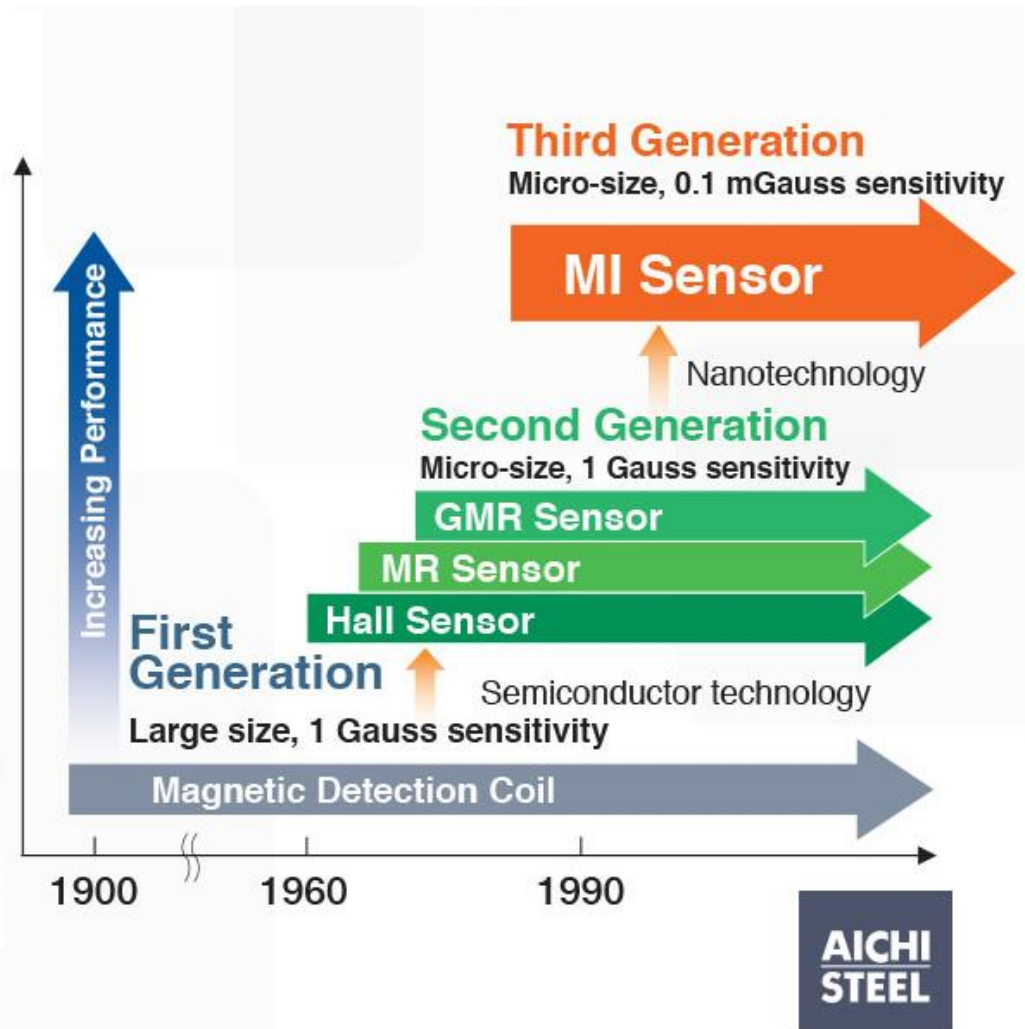 Third Generation
Micro-size, 0.1 mGauss sensitivity
MI Sensor
Nanotechnology
Increasing Performance
Second Generation
Micro-size, 1 Gauss sensitivity
GMR Sensor
MR Sensor
Hall Sensor
First
Generation
Semiconductor technology
Large size, 1 Gauss sensitivity
Magnetic Detection Coil
1900 1960 1990
AICHI
STEEL